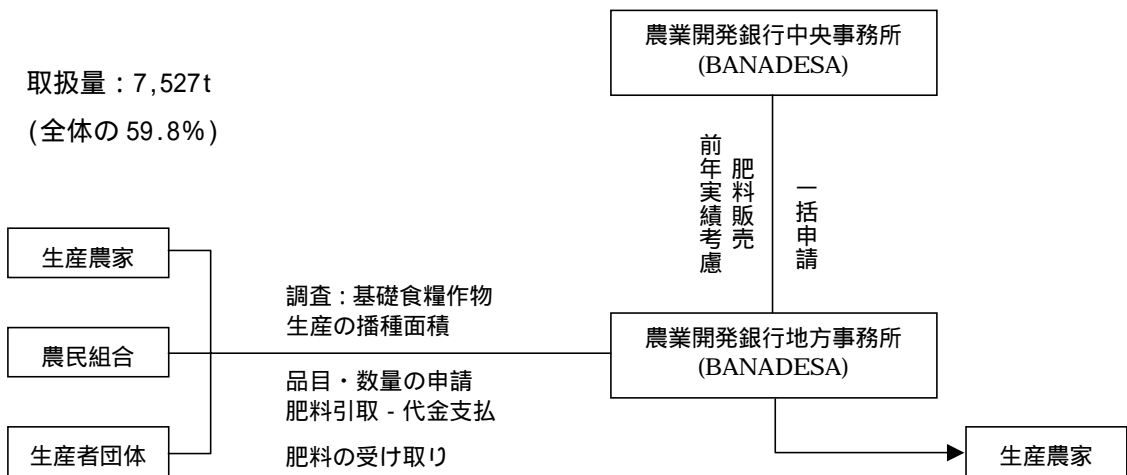 農業開発銀行中央事務所
(BANADESA)
取扱量：7,527t
(全体の 59.8%)
肥料販売
前年実績考慮
一括申請
生産農家
農民組合
生産者団体
調査：基礎食糧作物
生産の播種面積
品目・数量の申請
肥料引取 - 代金支払
肥料の受け取り
農業開発銀行地方事務所
(BANADESA)
生産農家